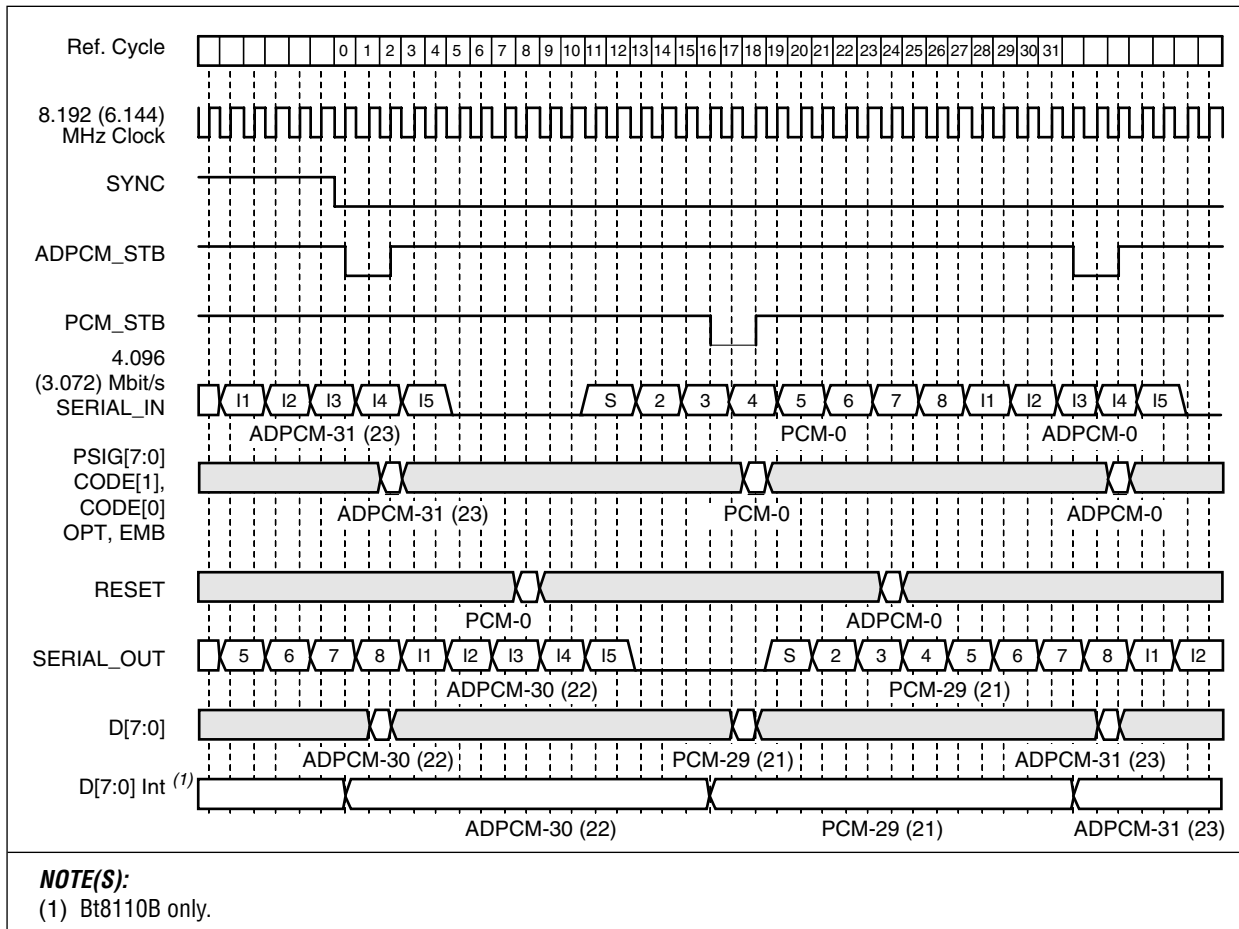 Ref. Cycle 0 1 2 3 4 5 6 7 8 9 10 11 12 13 14 15 16 17 18 19 20 21 22 23 24 25 26 27 28 29 30 31
8.192 (6.144)
MHz Clock
SYNC
ADPCM_STB
PCM_STB
4.096
(3.072) Mbit/s
SERIAL_IN I1 I2 I3 I4 I5 S 2 3 4 5 6 7 8 I1 I2 I3 I4 I5
ADPCM-31 (23) PCM-0 ADPCM-0
PSIG[7:0]
CODE[1],
CODE[0]
OPT, EMB
ADPCM-31 (23) PCM-0 ADPCM-0
RESET
PCM-0 ADPCM-0
SERIAL_OUT 5 6 7 8 I1 I2 I3 I4 I5 S 2 3 4 5 6 7 8 I1 I2
ADPCM-30 (22) PCM-29 (21)
D[7:0]
ADPCM-30 (22) PCM-29 (21) ADPCM-31 (23)
D[7:0] Int (1)
ADPCM-30 (22) PCM-29 (21) ADPCM-31 (23)
NOTE(S):
(1) Bt8110B only.